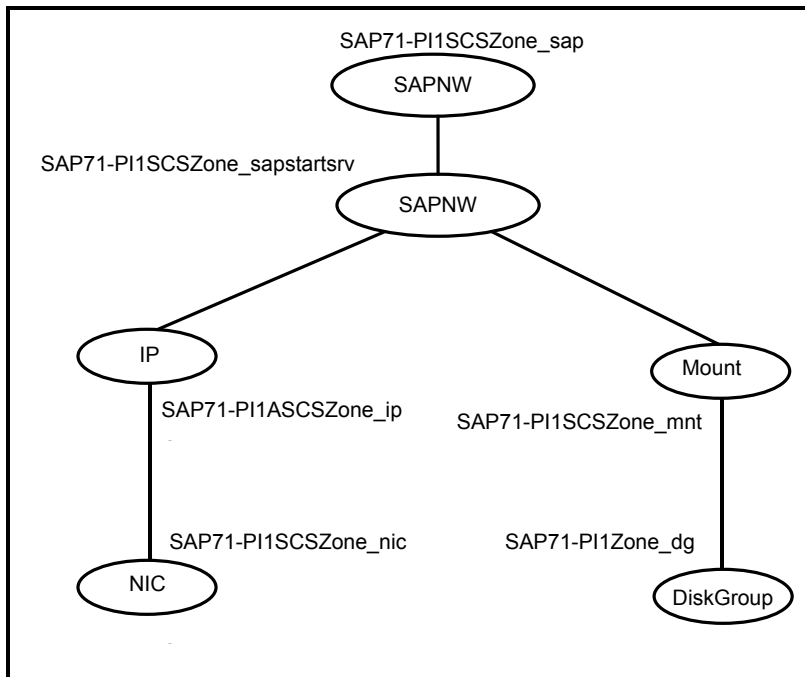 SAP71-PI1SCSZone_sap
SAPNW
SAP71-PI1SCSZone_sapstartsrv
SAPNW
IP
Mount
SAP71-PI1ASCSZone_ip
SAP71-PI1SCSZone_mnt
SAP71-PI1SCSZone_nic
SAP71-PI1Zone_dg
NIC
DiskGroup